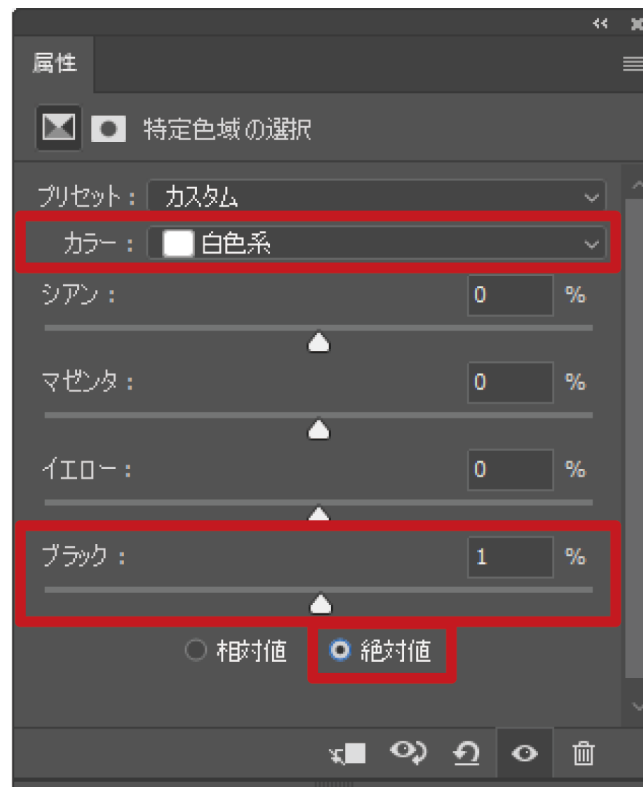 属性
特定色域の選択
プリセット： カスタム
カラー： 白色系
シアン： 0 %
マゼンタ： 0 %
イエロー： 0 %
ブラック： 1 %
相対値 絶対値